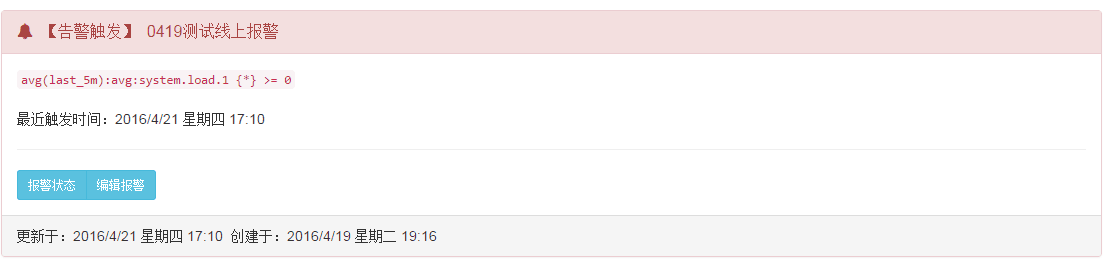 【告警触发】 0419测试线上报警
avg(last_5m):avg:system.load.1 {*} >= 0
最近触发时间：2016/4/21 星期四 17:10
报警状态 编辑报警
更新于：2016/4/21 星期四 17:10 创建于：2016/4/19 星期二 19:16